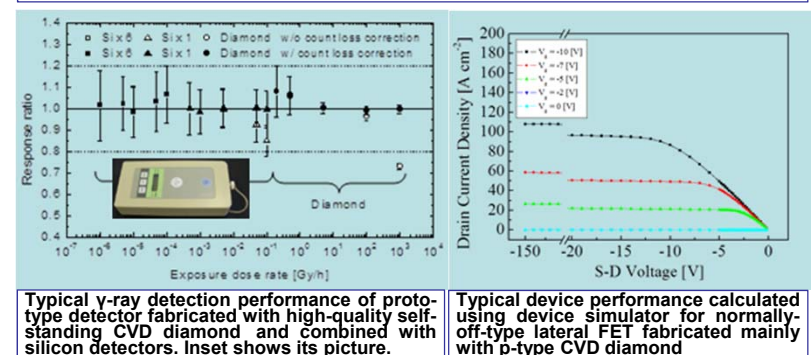 1.4
1.3
1.2
1.1
1.0
0.9
0.8
0.7
0.6
0.5
0.4
Response ratio
Six6 Six1 Diamond w/o count loss correction
Six6 Six1 Diamond w/ count loss correction
Diamond
10-7 10-6 10-5 10-4 10-3 10-2 10-1 100 101 102 103 104
Exposure dose rate [Gy/h]
Typical γ-ray detection performance of proto-
type detector fabricated with high-quality self-
standing CVD diamond and combined with
silicon detectors. Inset shows its picture.
200
180
160
140
120
100
80
60
40
20
0
Drain Current Density [A cm-2]
Vg = -10 [V]
Vg = -7 [V]
Vg = -5 [V]
Vg = -2 [V]
Vg = 0 [V]
-150 -20 -15 -10 -5 0
S-D Voltage [V]
Typical device performance calculated
using device simulator for normally-
off-type lateral FET fabricated mainly
with p-type CVD diamond